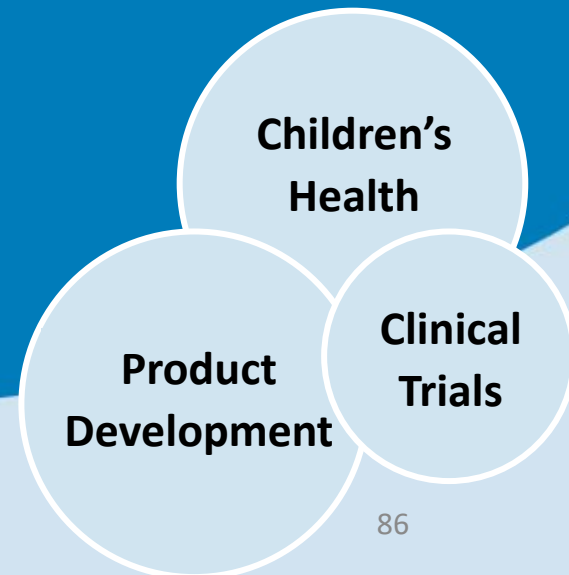 Children’s
Health
Clinical
Trials
Product
Development
86